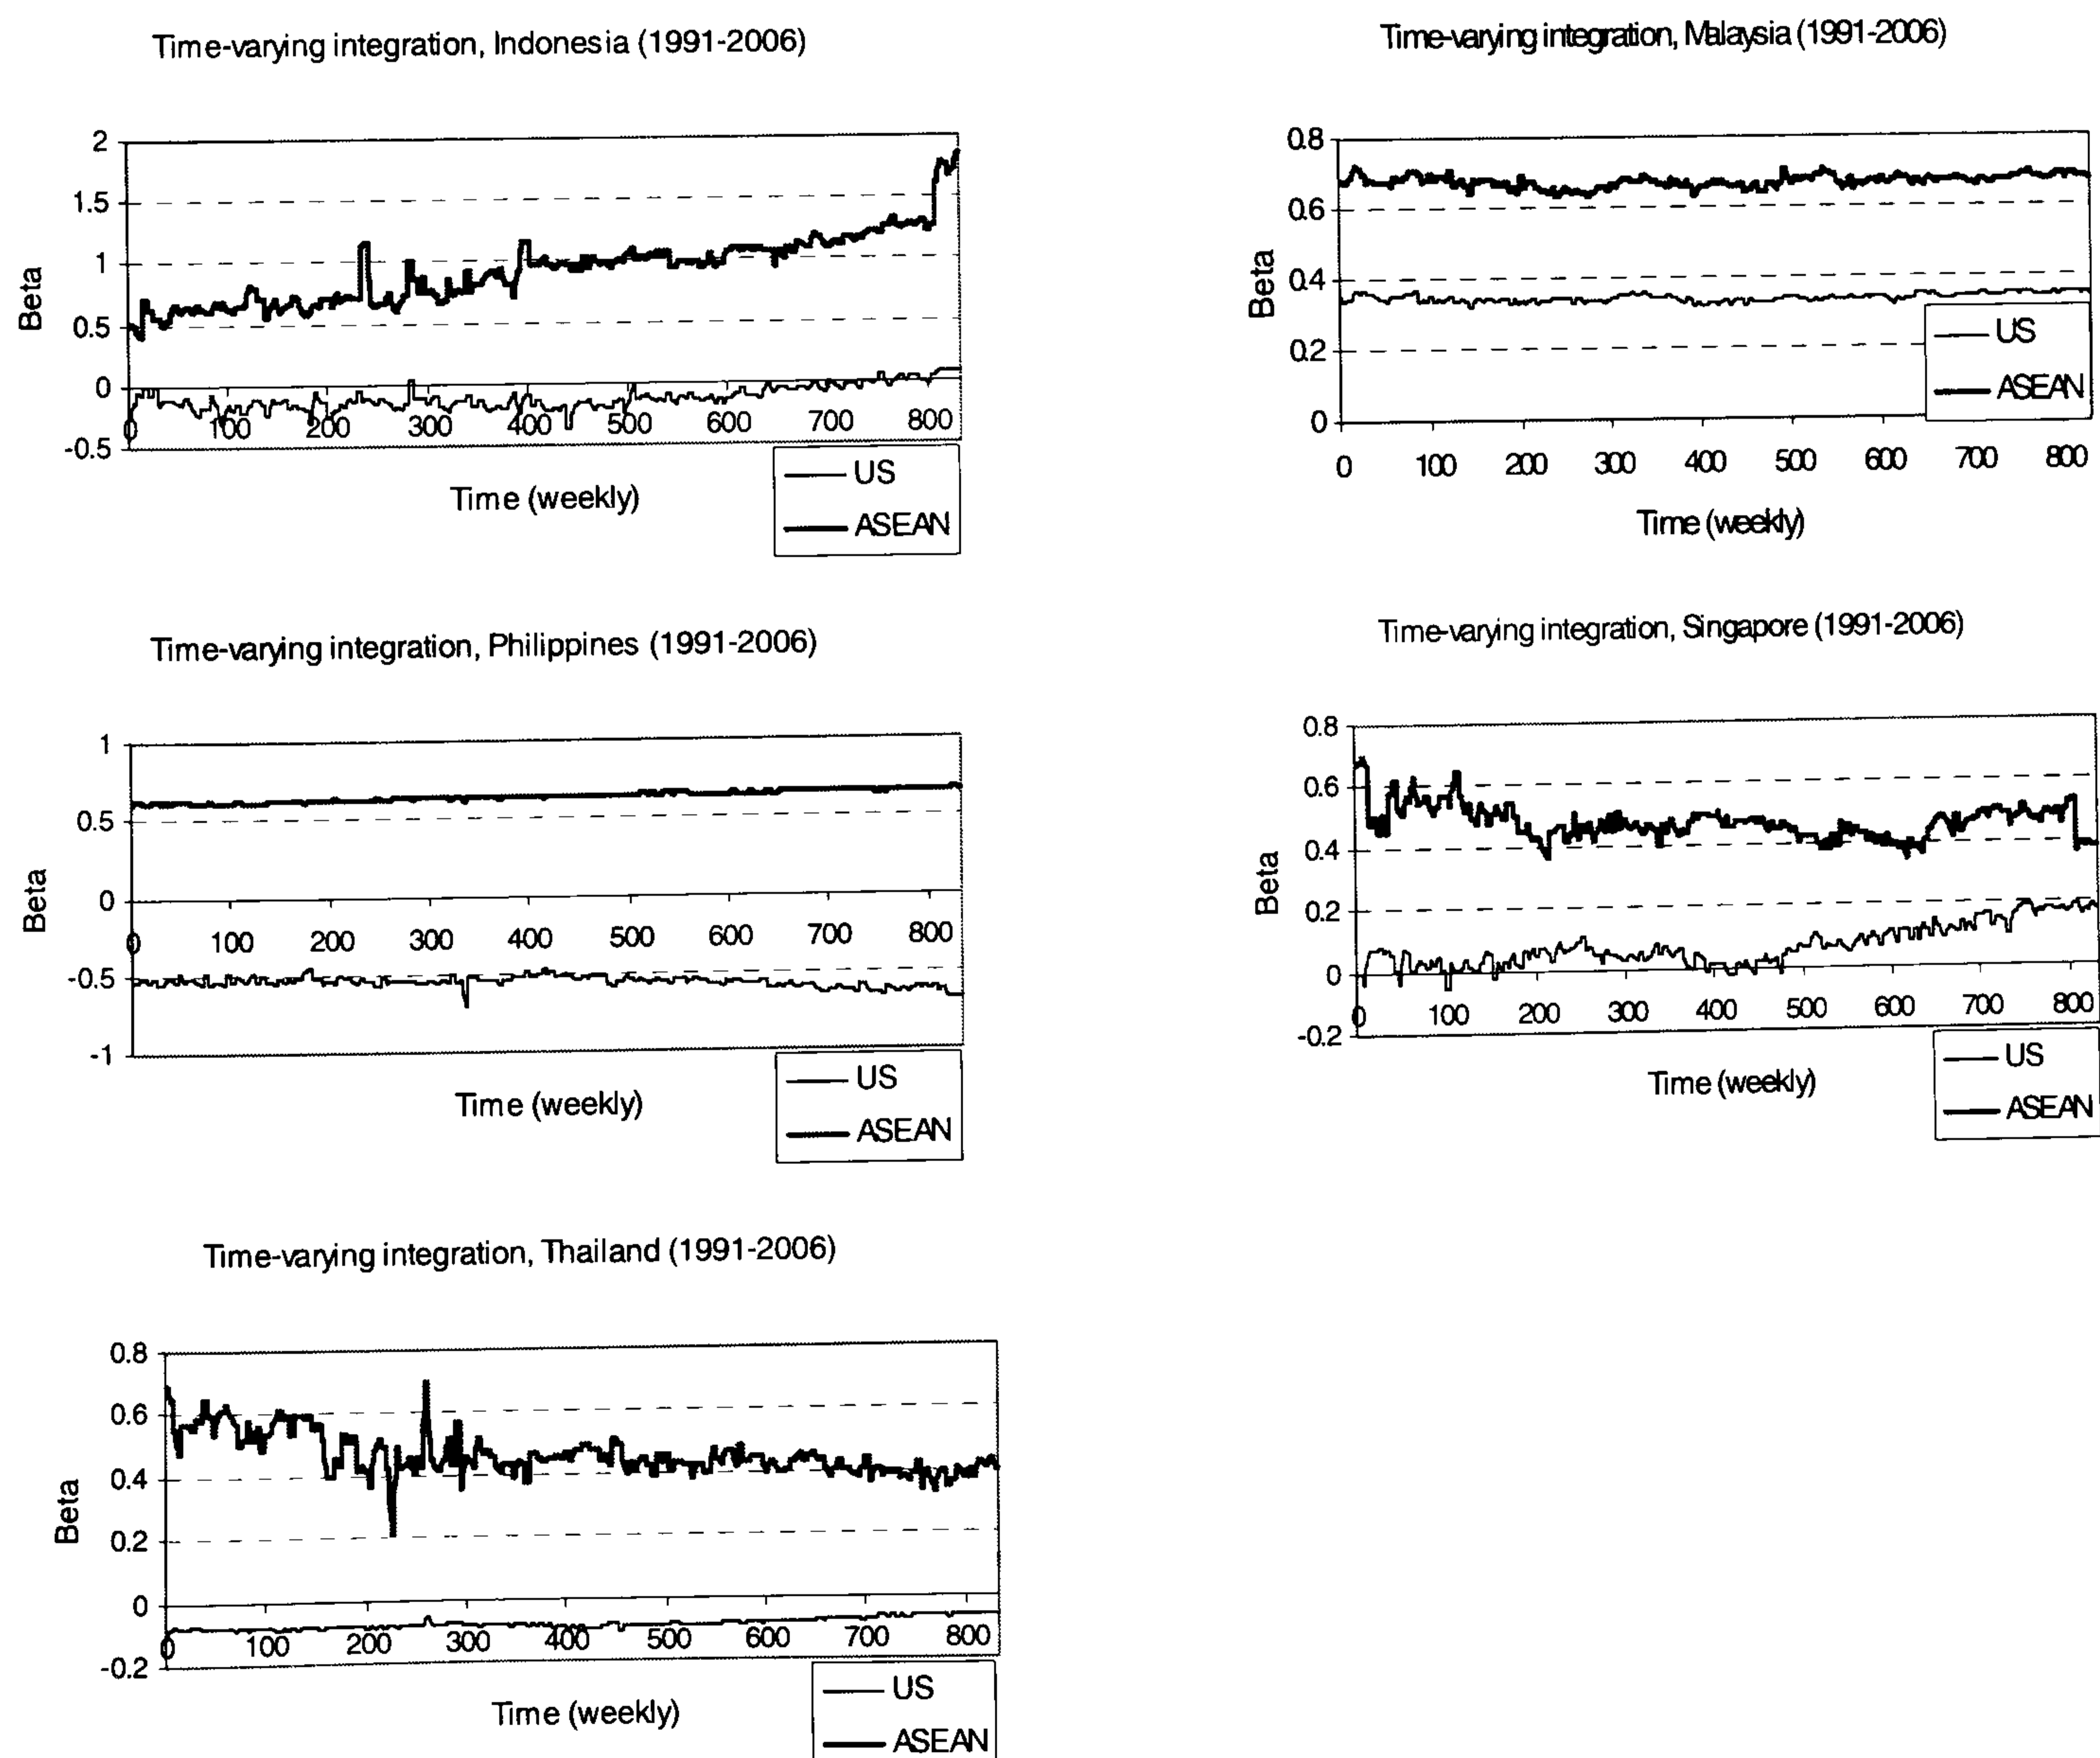 Time-varying integration, Indonesia (1991-2006)
2
1.5
1
0.5
0
-0.5
Beta
0 100 200 300 400 500 600 700 800
Time (weekly)
US
ASEAN
Time-varying integration, Malaysia (1991-2006)
0.8
0.6
0.4
0.2
0
Beta
0 100 200 300 400 500 600 700 800
Time (weekly)
US
ASEAN
Time-varying integration, Philippines (1991-2006)
1
0.5
0
-0.5
-1
Beta
0 100 200 300 400 500 600 700 800
Time (weekly)
US
ASEAN
Time-varying integration, Singapore (1991-2006)
0.8
0.6
0.4
0.2
0
-0.2
Beta
0 100 200 300 400 500 600 700 800
Time (weekly)
US
ASEAN
Time-varying integration, Thailand (1991-2006)
0.8
0.6
0.4
0.2
0
-0.2
Beta
0 100 200 300 400 500 600 700 800
Time (weekly)
US
ASEAN